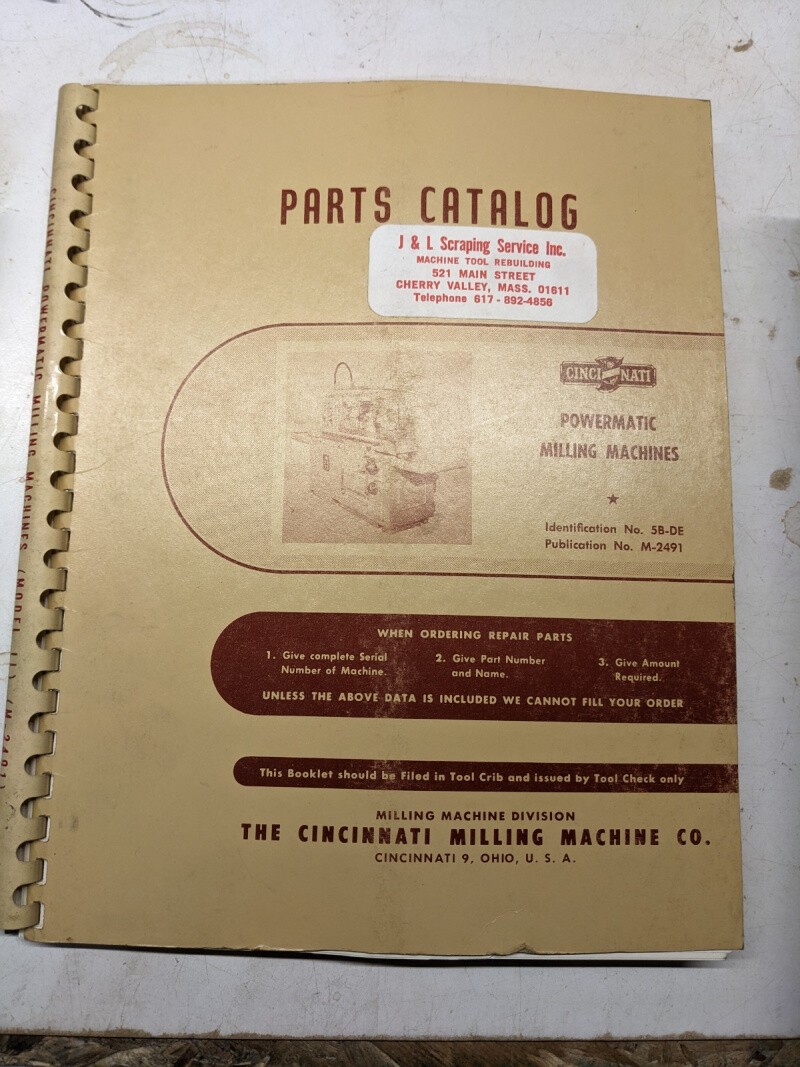 PARTS CATALOG
J & L Scraping Service Inc.
MACHINE TOOL REBUILDING
521 MAIN STREET
CHERRY VALLEY, MASS. 01611
Telephone 617-892-4856
CINCINNATI
POWERMATIC
MILLING MACHINES
★
Identification No. 5B-DE
Publication No. M-2491
WHEN ORDERING REPAIR PARTS
1. Give complete Serial Number of Machine.
2. Give Part Number and Name.
3. Give Amount Required.
UNLESS THE ABOVE DATA IS INCLUDED WE CANNOT FILL YOUR ORDER
This Booklet should be Filed in Tool Crib and issued by Tool Check only
MILLING MACHINE DIVISION
THE CINCINNATI MILLING MACHINE CO.
CINCINNATI 9, OHIO, U. S. A.
CINCINNATI POWERMATIC MILLING MACHINES (MODEL